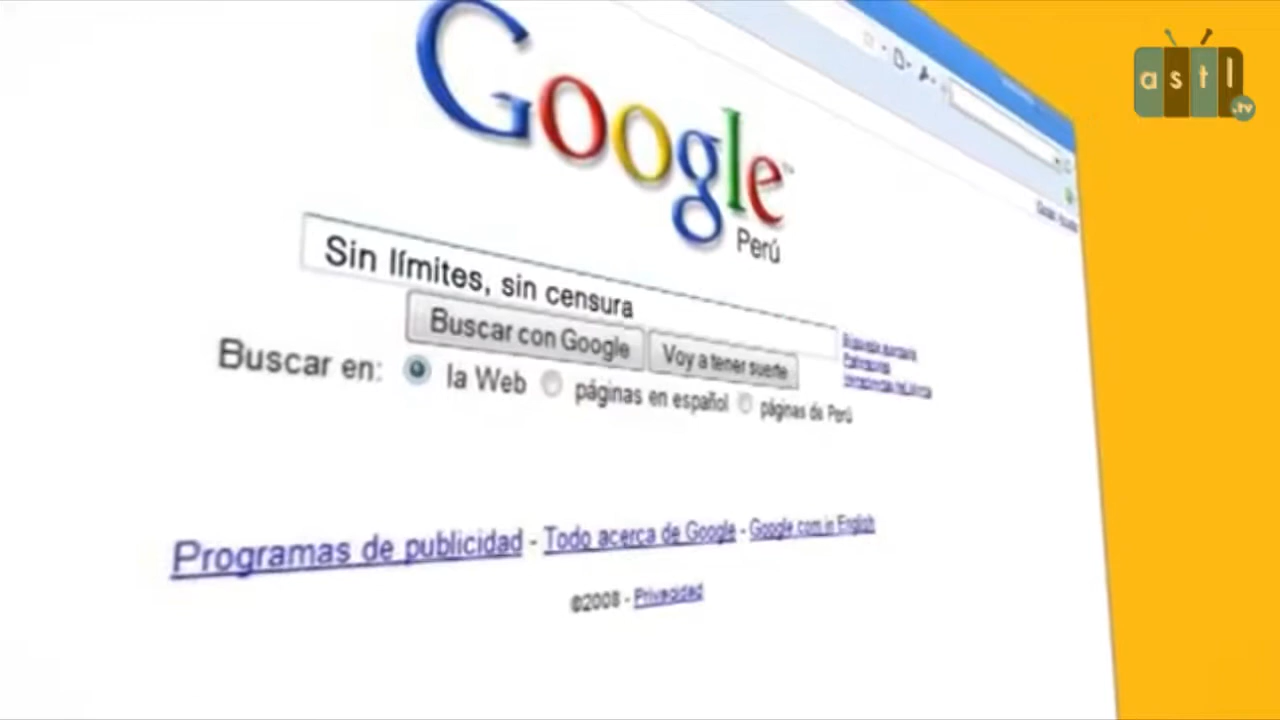 astl.tv
Google™
Perú
Sin límites, sin censura
Buscar con Google Voy a tener suerte
Buscar en: la Web páginas en español páginas de Perú
Programas de publicidad - Todo acerca de Google - Google.com in English
©2008 - Privacidad